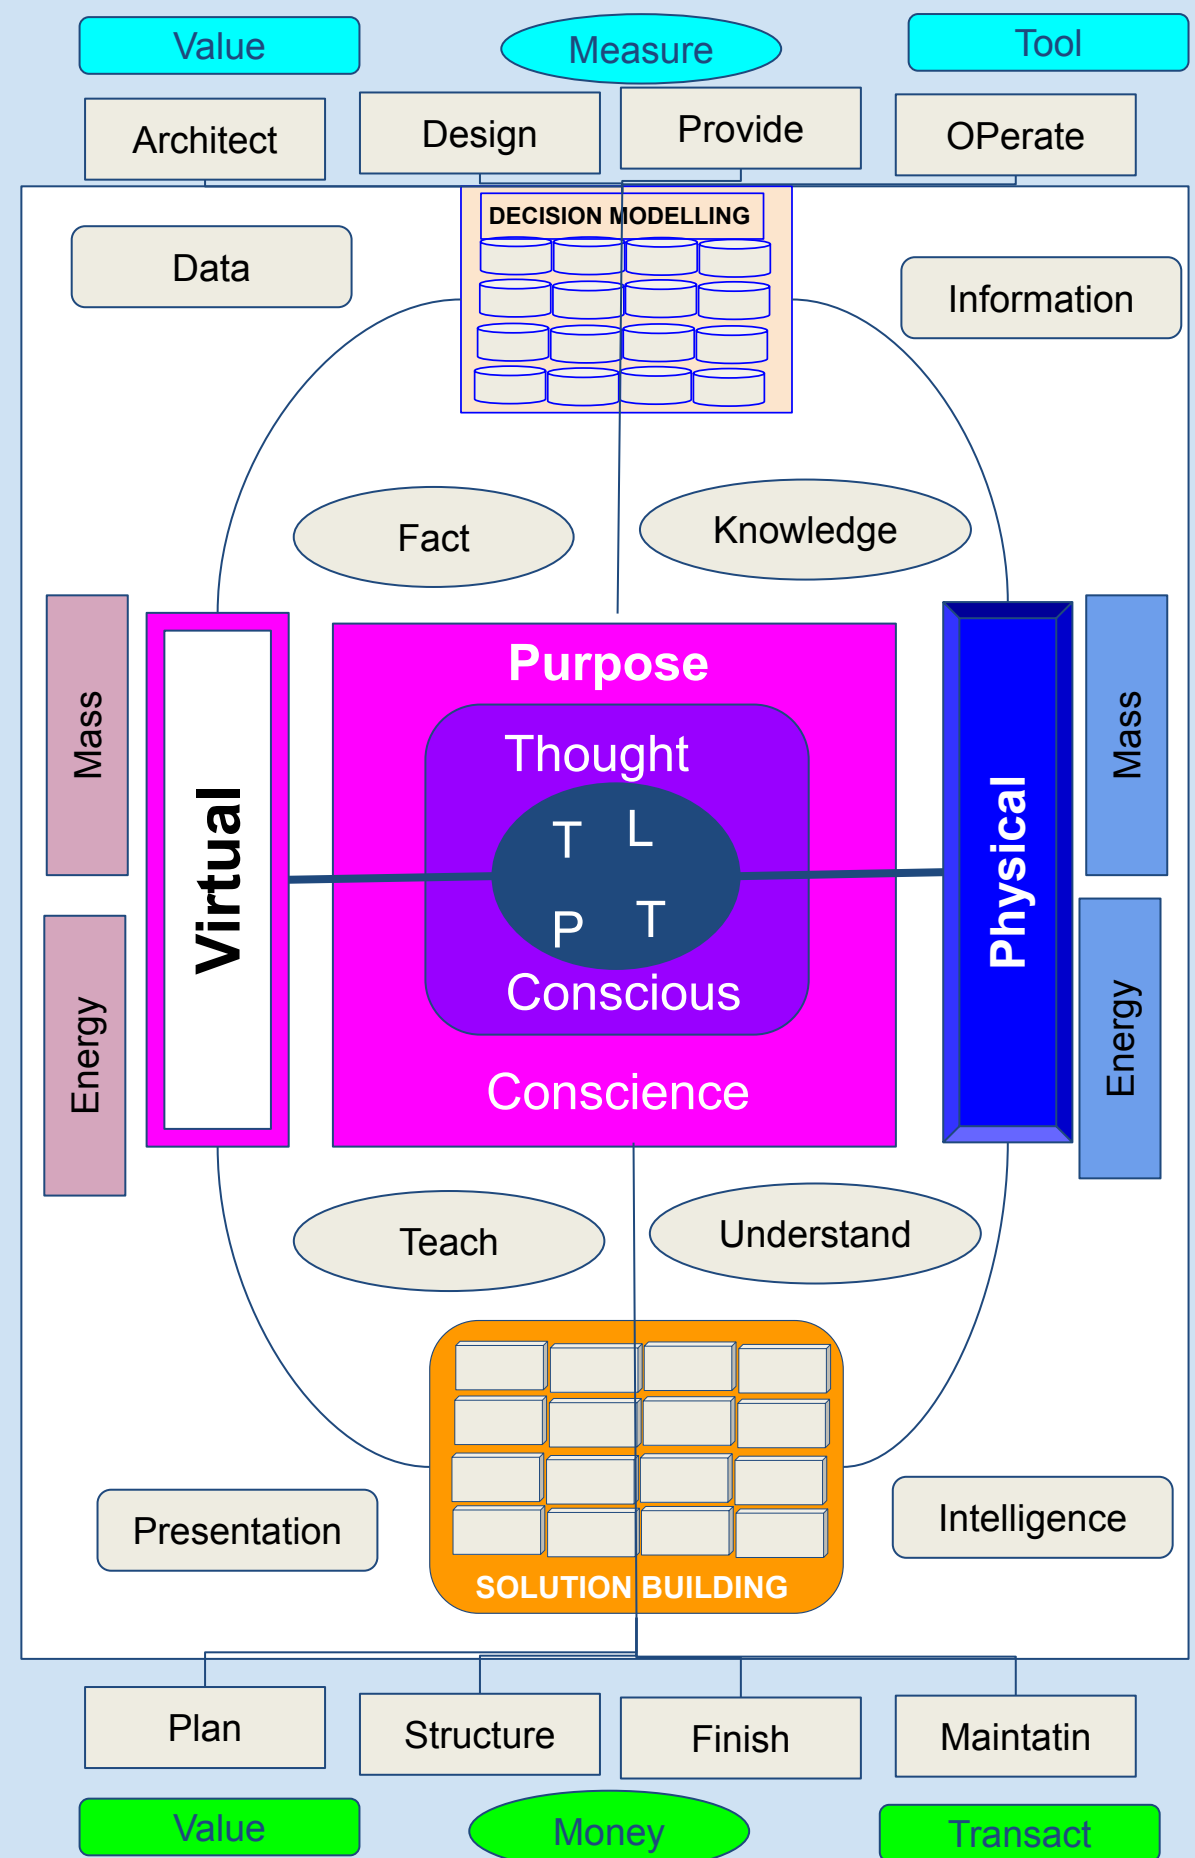 Value
Measure
Tool
Architect
Design
Provide
OPerate
DECISION MODELLING
Data
Information
Fact
Knowledge
Mass
Energy
Virtual
Purpose
Thought
T L
P T
Conscious
Conscience
Physical
Mass
Energy
Teach
Understand
Presentation
Intelligence
SOLUTION BUILDING
Plan
Structure
Finish
Maintatin
Value
Money
Transact